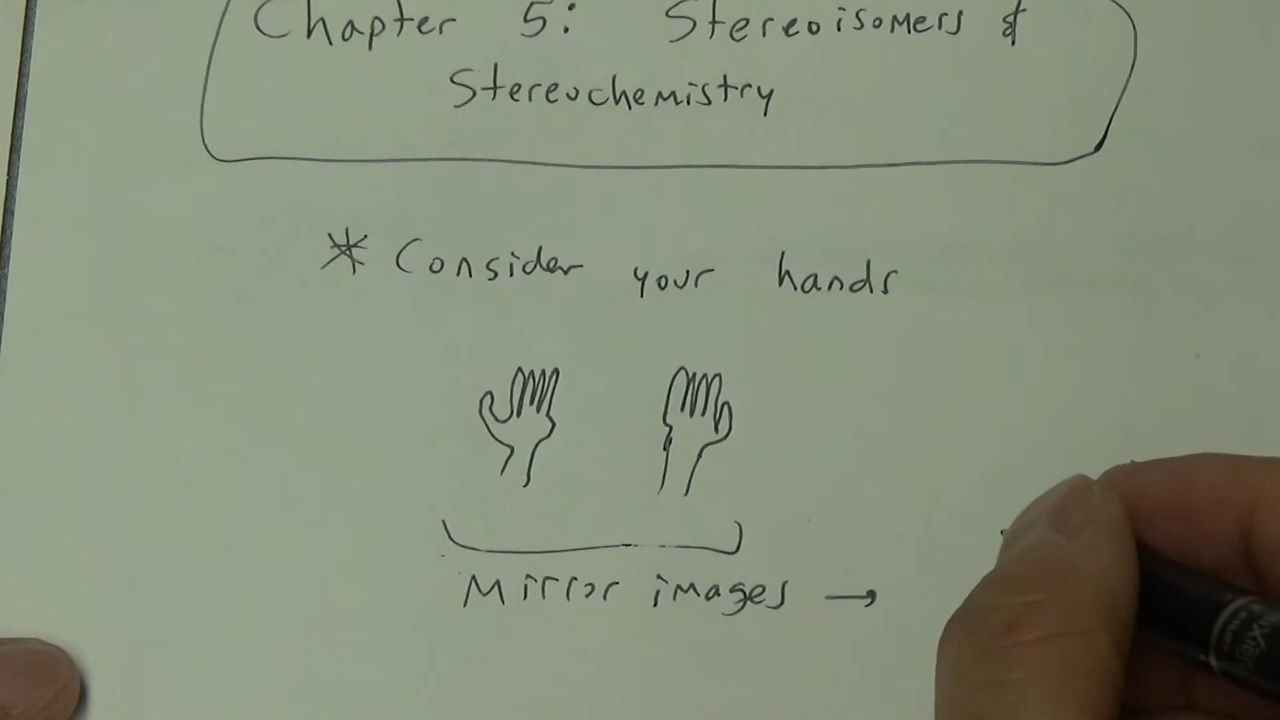 Chapter 5: Stereoisomers &
Stereochemistry
* Consider your hands
Mirror images →